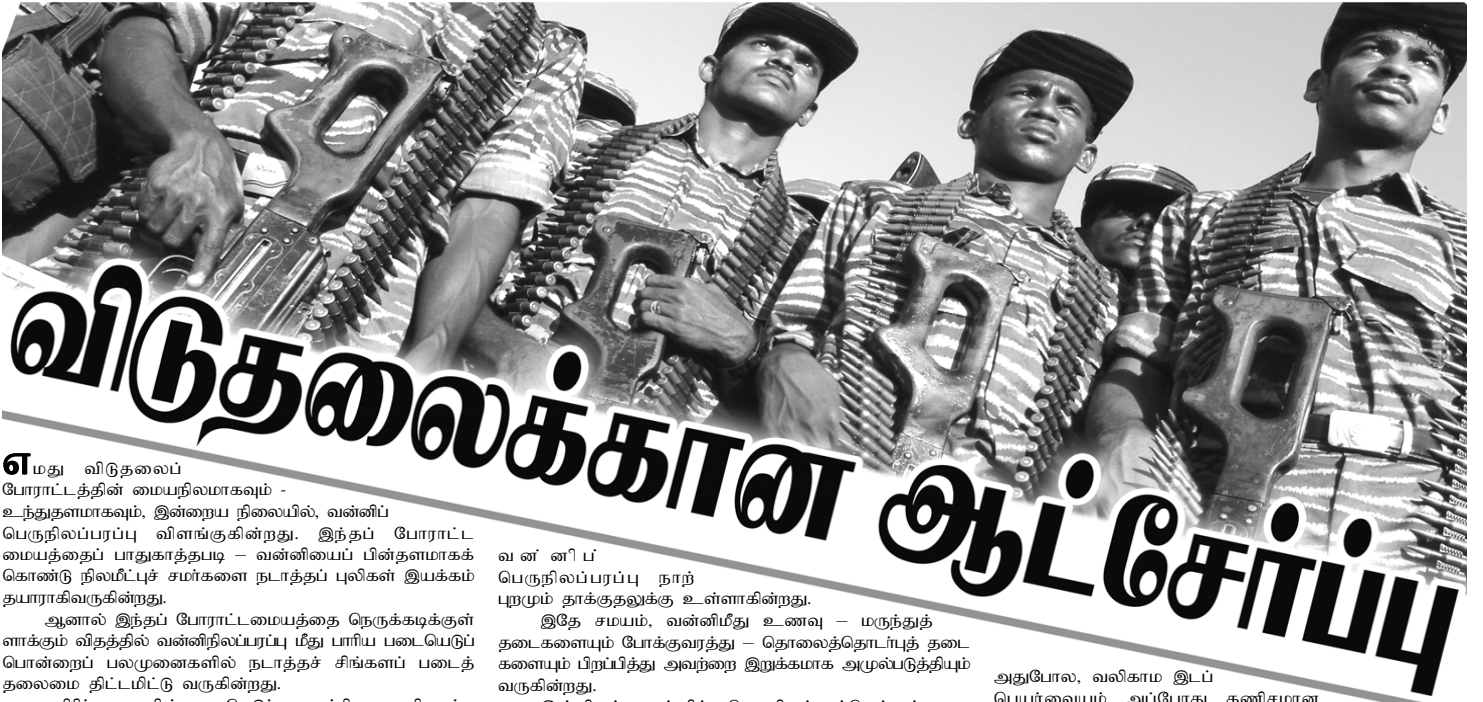 விடுதலைக்கான ஆட்சேர்ப்பு
எமது விடுதலைப்
போராட்டத்தின் மையநிலமாகவும் -
உந்துதளமாகவும், இன்றைய நிலையில், வன்னிப்
பெருநிலப்பரப்பு விளங்குகின்றது. இந்தப் போராட்ட
மையத்தைப் பாதுகாத்தபடி – வன்னியைப் பின்தளமாகக்
கொண்டு நிலமீட்புச் சமர்களை நடாத்தப் புலிகள் இயக்கம்
தயாராகிவருகின்றது.
ஆனால் இந்தப் போராட்டமையத்தை நெருக்கடிக்குள்
ளாக்கும் விதத்தில் வன்னிநிலப்பரப்பு மீது பாரிய படையெடுப்
பொன்றைப் பலமுனைகளில் நடாத்தச் சிங்களப் படைத்
தலைமை திட்டமிட்டு வருகின்றது.
வன்னிப்
பெருநிலப்பரப்பு நாற்
புறமும் தாக்குதலுக்கு உள்ளாகின்றது.
இதே சமயம், வன்னிமீது உணவு – மருந்துத்
தடைகளையும் போக்குவரத்து – தொலைத்தொடர்புத் தடை
களையும் பிறப்பித்து அவற்றை இறுக்கமாக அமுல்படுத்தியும்
வருகின்றது.
அதுபோல, வலிகாம இடப்
பெயர்வையும் அப்போது கணிசமான